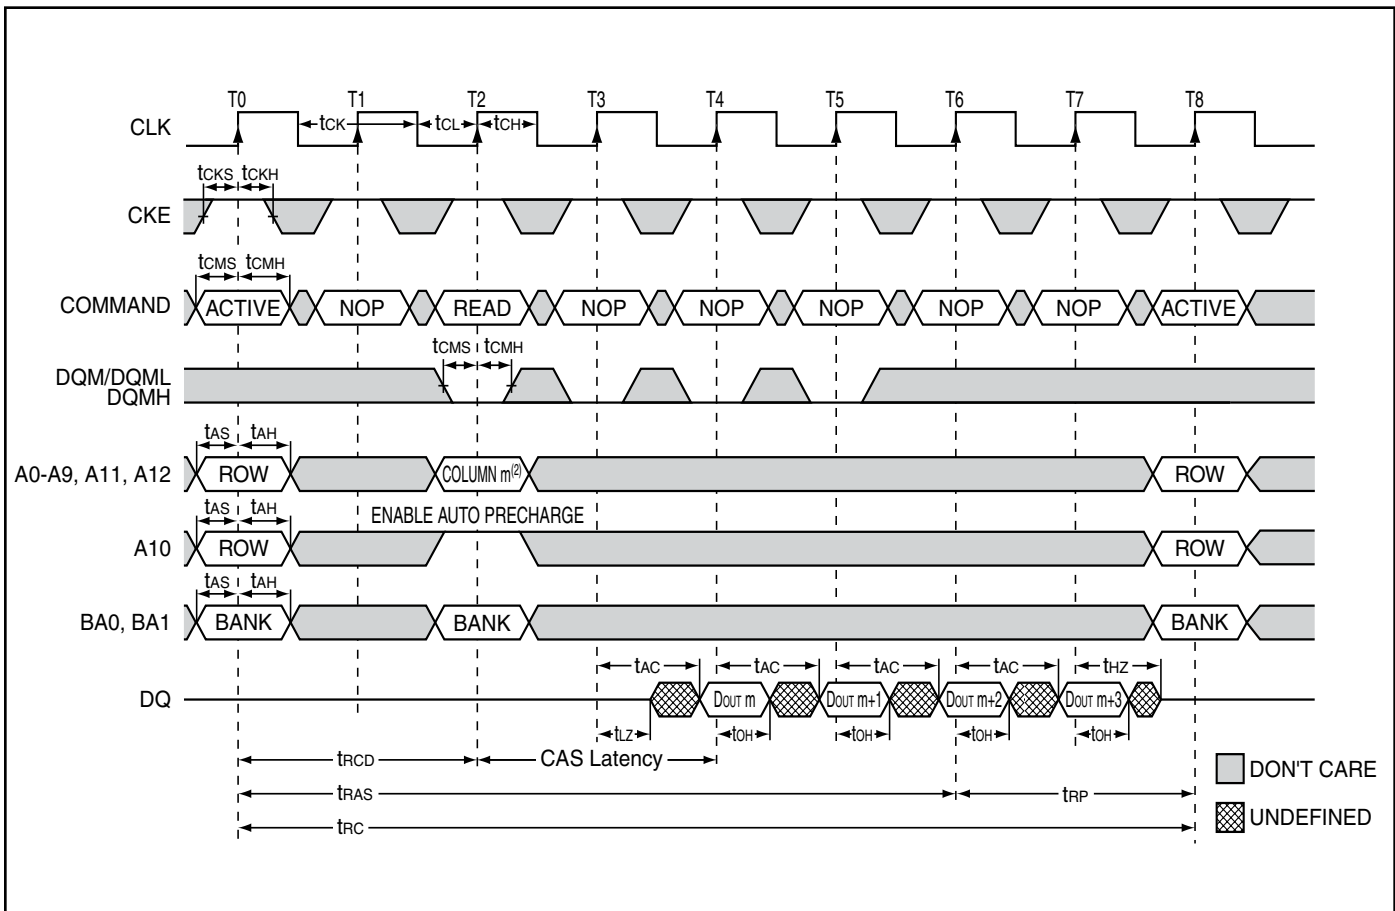 T0 T1 T2 T3 T4 T5 T6 T7 T8
CLK tCK tCL tCH
tCKS tCKH
CKE
tCMS tCMH
COMMAND ACTIVE NOP READ NOP NOP NOP NOP NOP ACTIVE
tCMS tCMH
DQM/DQML
DQMH
tAS tAH
A0-A9, A11, A12 ROW COLUMN m(2) ROW
tAS tAH ENABLE AUTO PRECHARGE
A10 ROW ROW
tAS tAH
BA0, BA1 BANK BANK BANK
tAC tAC tAC tAC tHZ
DQ DOUT m DOUT m+1 DOUT m+2 DOUT m+3
tLZ tOH tOH tOH tOH
tRCD CAS Latency
DON'T CARE
tRAS tRP
UNDEFINED
tRC